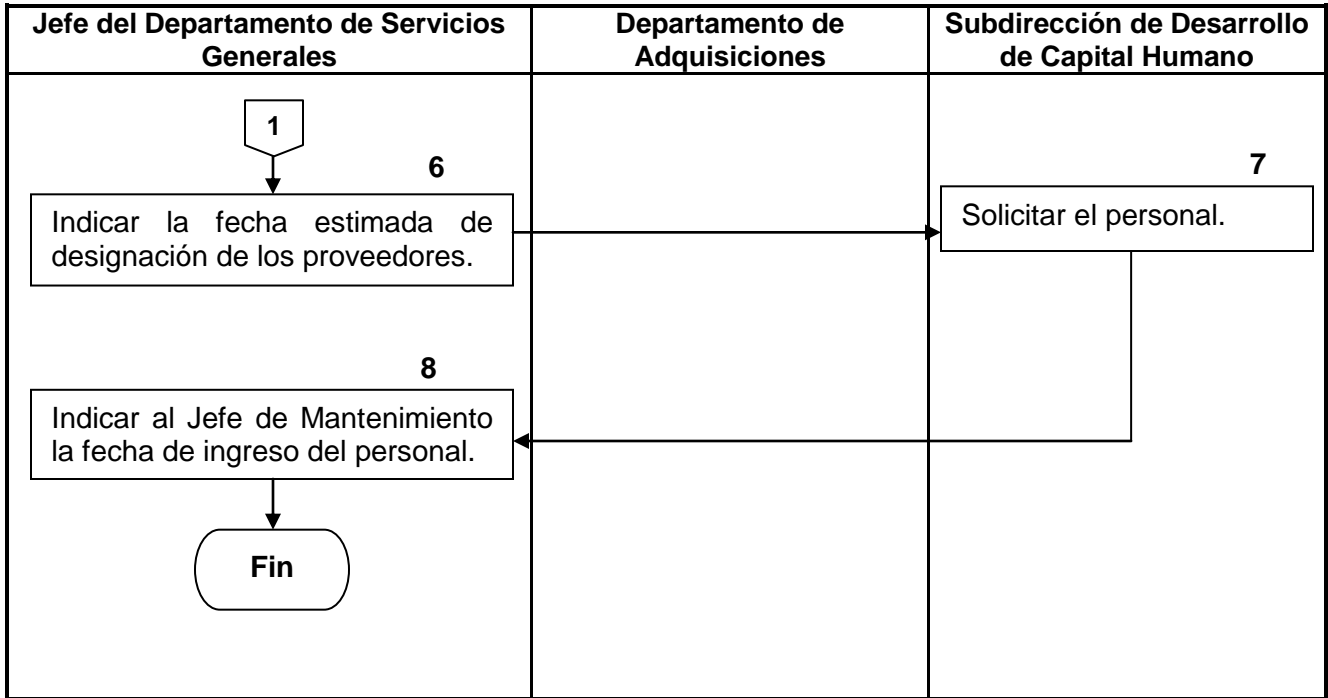 Jefe del Departamento de Servicios
Generales
Departamento de
Adquisiciones
Subdirección de Desarrollo
de Capital Humano
1
6
Indicar la fecha estimada de
designación de los proveedores.
7
Solicitar el personal.
8
Indicar al Jefe de Mantenimiento
la fecha de ingreso del personal.
Fin